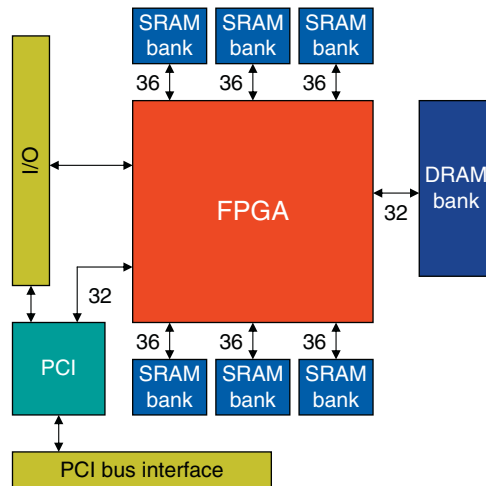 SRAM SRAM SRAM
bank bank bank
36 36 36
I/O
FPGA
DRAM
bank
32
32
36 36 36
PCI
SRAM SRAM SRAM
bank bank bank
PCI bus interface